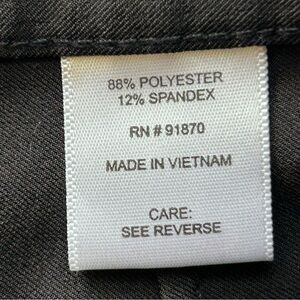 88% POLYESTER
12% SPANDEX
RN # 91870
MADE IN VIETNAM
CARE:
SEE REVERSE